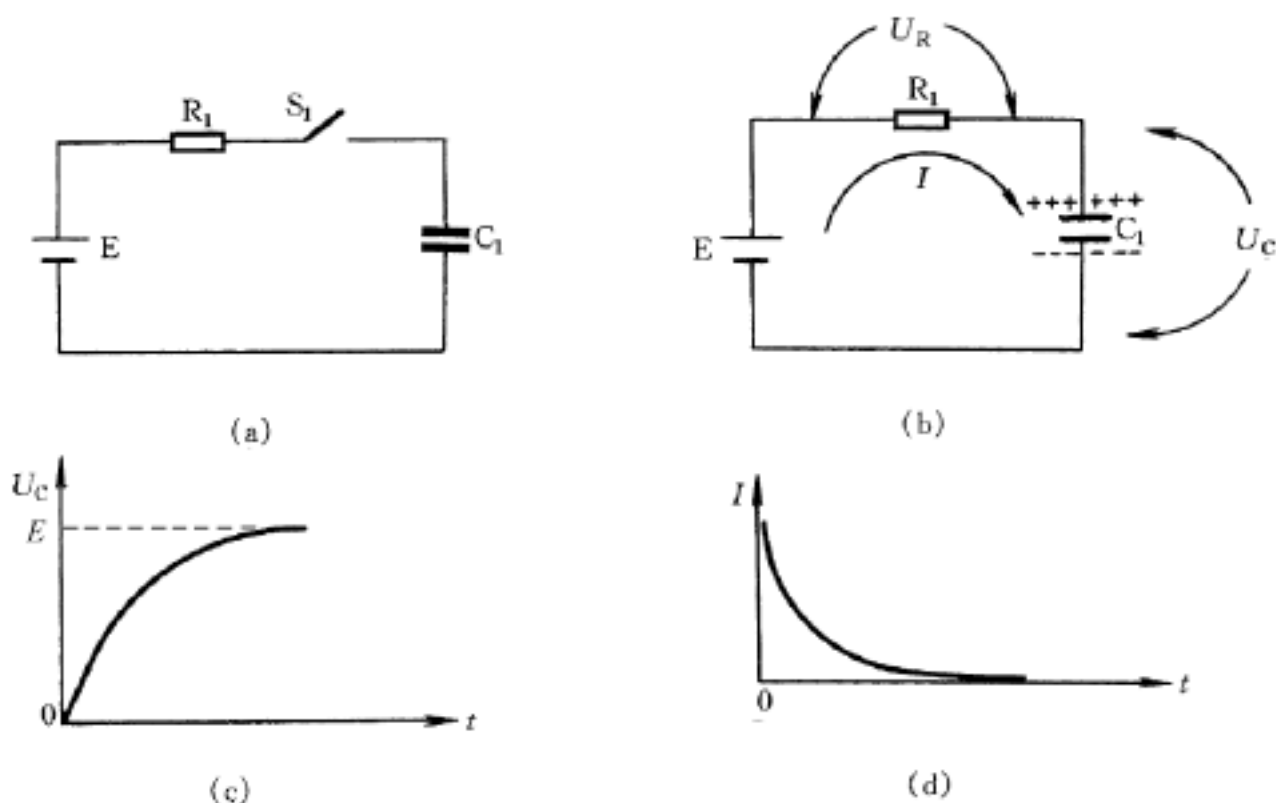 R₁ S₁
E C₁
(a)
U_R
R₁
I
+++ +++
E C₁ U_C
------
(b)
U_C
E
0 t
(c)
I
0 t
(d)